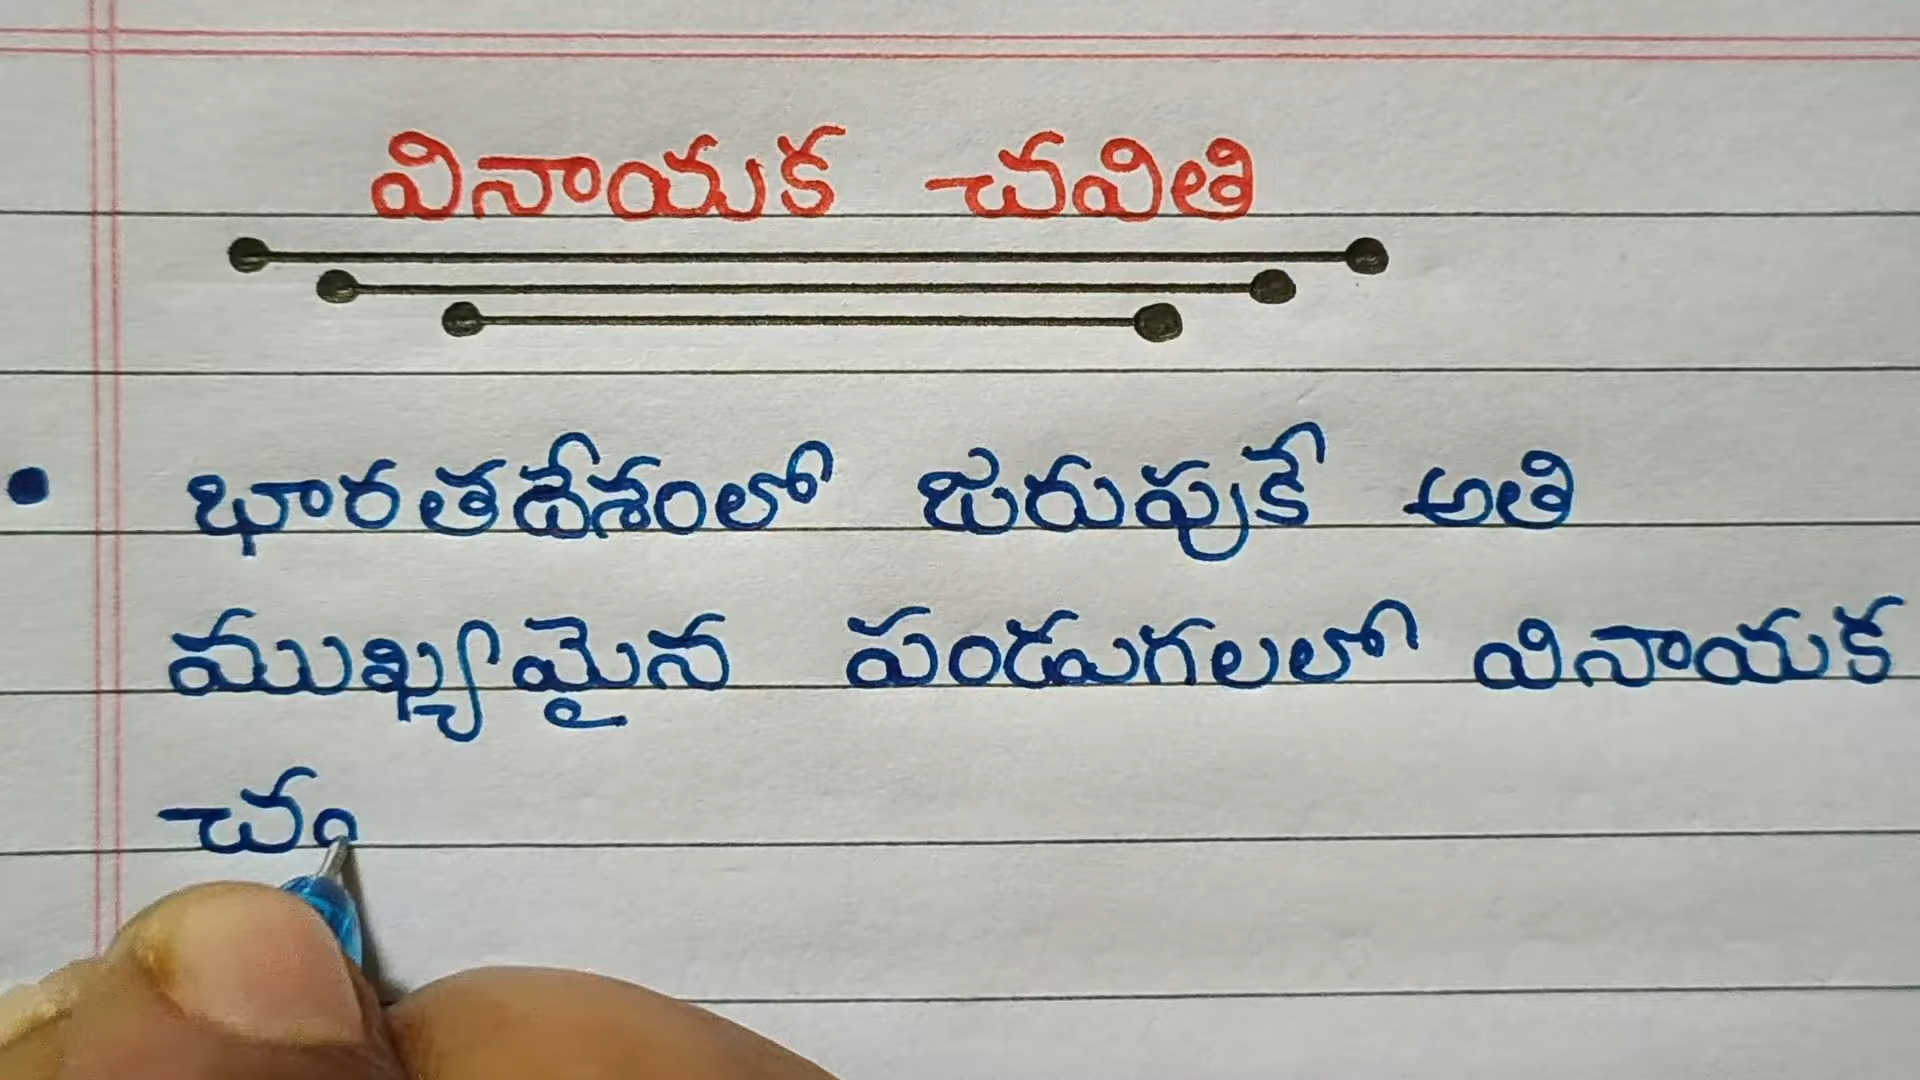 వినాయక చవితి
• భారతదేశంలో జరుపుకే అతి
ముఖ్యమైన పండుగలలో వినాయక